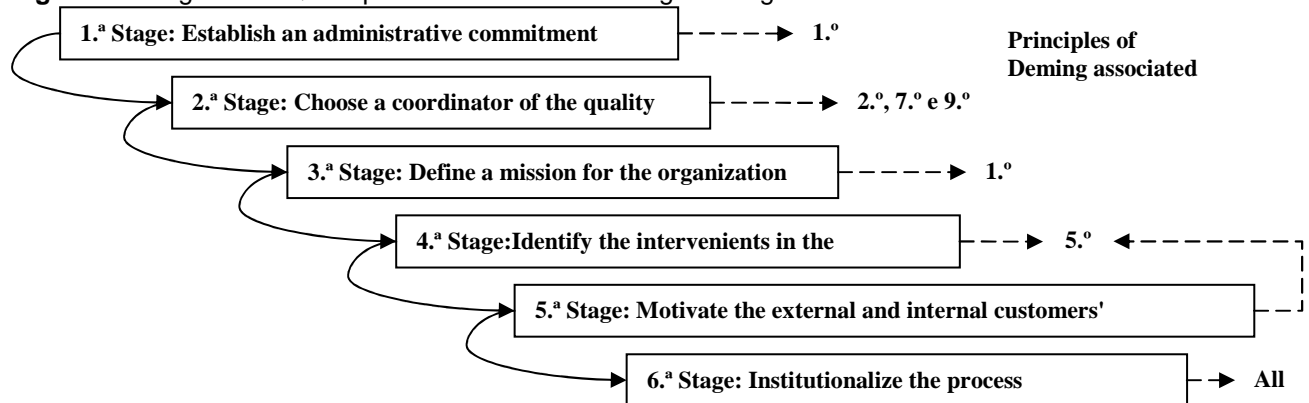 1.ª Stage: Establish an administrative commitment
1.º
Principles of
Deming associated
2.ª Stage: Choose a coordinator of the quality
2.º, 7.º e 9.º
3.ª Stage: Define a mission for the organization
1.º
4.ª Stage:Identify the intervenients in the
5.º
5.ª Stage: Motivate the external and internal customers'
6.ª Stage: Institutionalize the process
All